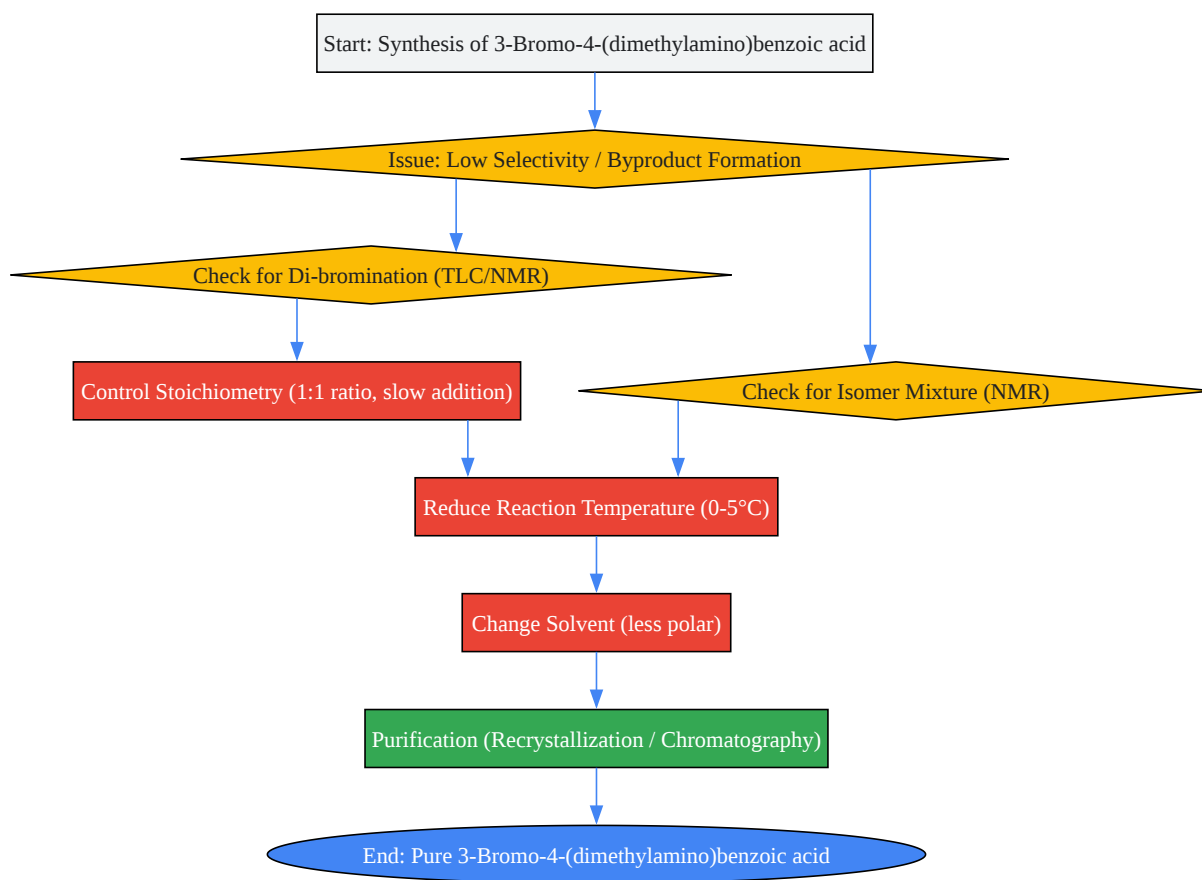 Start: Synthesis of 3-Bromo-4-(dimethylamino)benzoic acid
Issue: Low Selectivity / Byproduct Formation
Check for Di-bromination (TLC/NMR)
Control Stoichiometry (1:1 ratio, slow addition)
Check for Isomer Mixture (NMR)
Reduce Reaction Temperature (0-5°C)
Change Solvent (less polar)
Purification (Recrystallization / Chromatography)
End: Pure 3-Bromo-4-(dimethylamino)benzoic acid